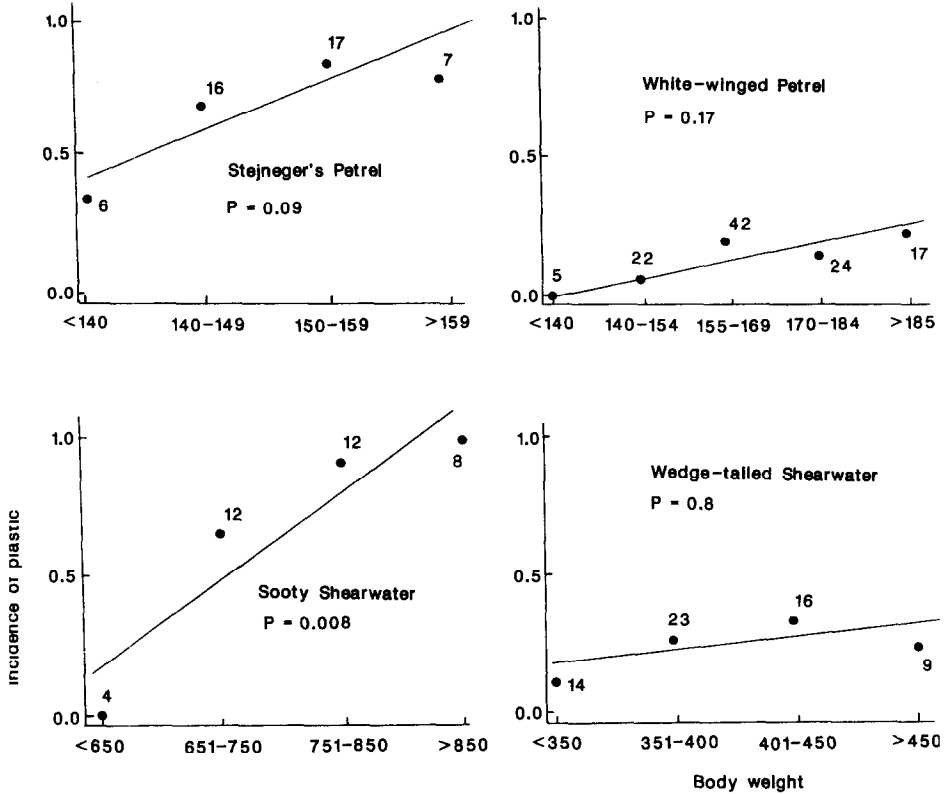 1.0
17
16
7
0.5
Stejneger's Petrel
P = 0.09
6
0.0
<140 140-149 150-159 >159
1.0
White-winged Petrel
P = 0.17
0.5
42
22
5
24
17
0.0
<140 140-154 155-169 170-184 >185
Incidence of plastic
1.0
12
12
8
0.5
Sooty Shearwater
P = 0.008
4
0.0
<650 651-750 751-850 >850
1.0
Wedge-tailed Shearwater
P = 0.8
0.5
23
16
14
9
0.0
<350 351-400 401-450 >450
Body weight